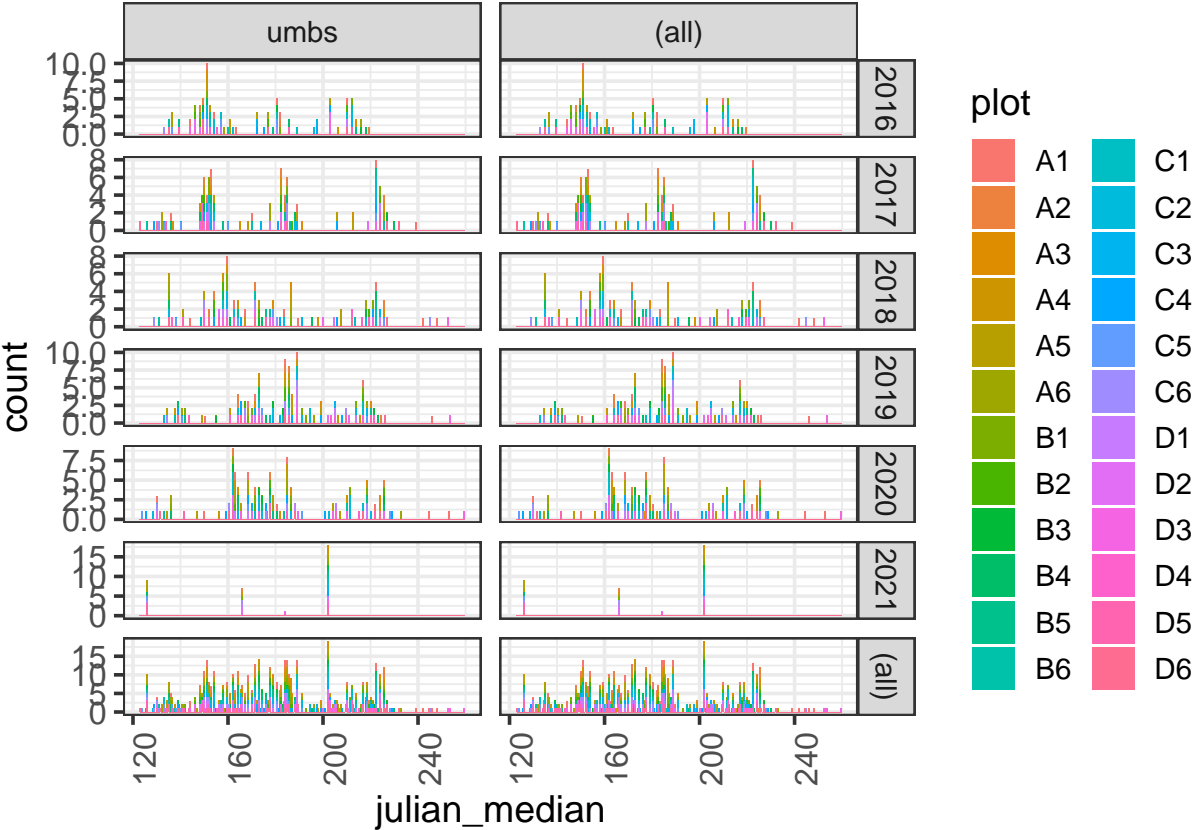 umbs (all)
10.0
7.5
5.0
2.5
0.0
2016
8
6
4
2
0
2017
8
6
4
2
0
2018
10.0
7.5
5.0
2.5
0.0
2019
7.5
5.0
2.5
0.0
2020
15
10
5
0
2021
15
10
5
0
(all)
120 160 200 240 120 160 200 240
julian_median
count
plot
A1 C1
A2 C2
A3 C3
A4 C4
A5 C5
A6 C6
B1 D1
B2 D2
B3 D3
B4 D4
B5 D5
B6 D6